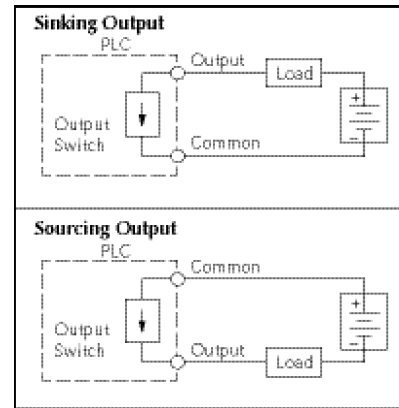 Sinking Output
PLC
Output
Load
+
Output
Switch
-
Common
Sourcing Output
PLC
Common
+
Output
Switch
-
Output
Load